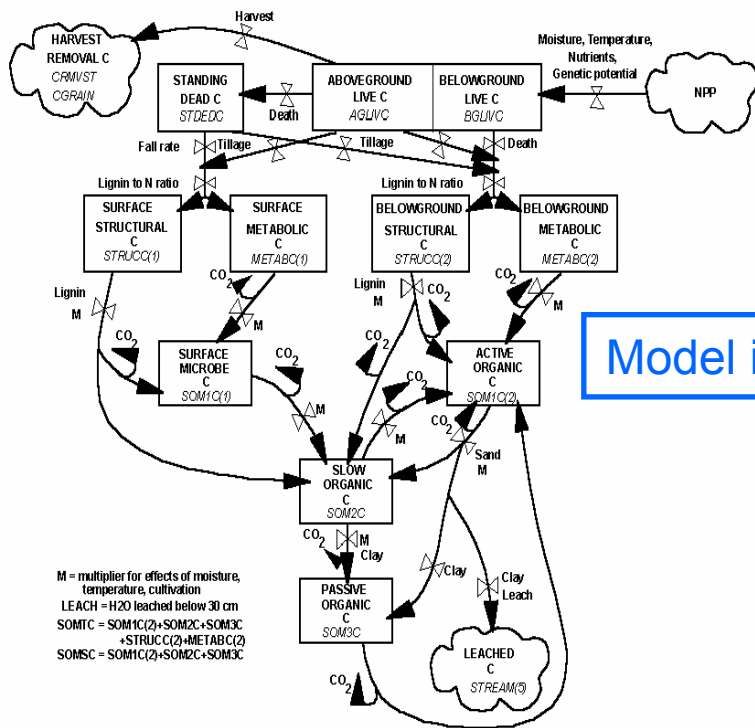 Harvest
HARVEST
REMOVAL C
CRMVST
CGRAIN
STANDING
DEAD C
STDEDC
Death
ABOVEGROUND
LIVE C
AGLIVC
BELOWGROUND
LIVE C
BGLIVC
Moisture, Temperature,
Nutrients,
Genetic potential
NPP
Fall rate
Tillage
Tillage
Death
Lignin to N ratio
Lignin to N ratio
SURFACE
STRUCTURAL
C
STRUCC(1)
SURFACE
METABOLIC
C
METABC(1)
BELOWGROUND
STRUCTURAL
C
STRUCC(2)
BELOWGROUND
METABOLIC
C
METABC(2)
Lignin
M
CO2
M
Lignin
M
CO2
CO2
M
CO2
SURFACE
MICROBE
C
SOM1C(1)
CO2
M
CO2
CO2
M
ACTIVE
ORGANIC
C
SOM1C(2)
CO2
Sand
M
Model i
SLOW
ORGANIC
C
SOM2C
CO2
M
Clay
Clay
Clay
Leach
PASSIVE
ORGANIC
C
SOM3C
CO2
LEACHED
C
STREAM(5)
M = multiplier for effects of moisture,
temperature, cultivation
LEACH = H2O leached below 30 cm
SOMTC = SOM1C(2)+SOM2C+SOM3C
+STRUCC(2)+METABC(2)
SOMSC = SOM1C(2)+SOM2C+SOM3C